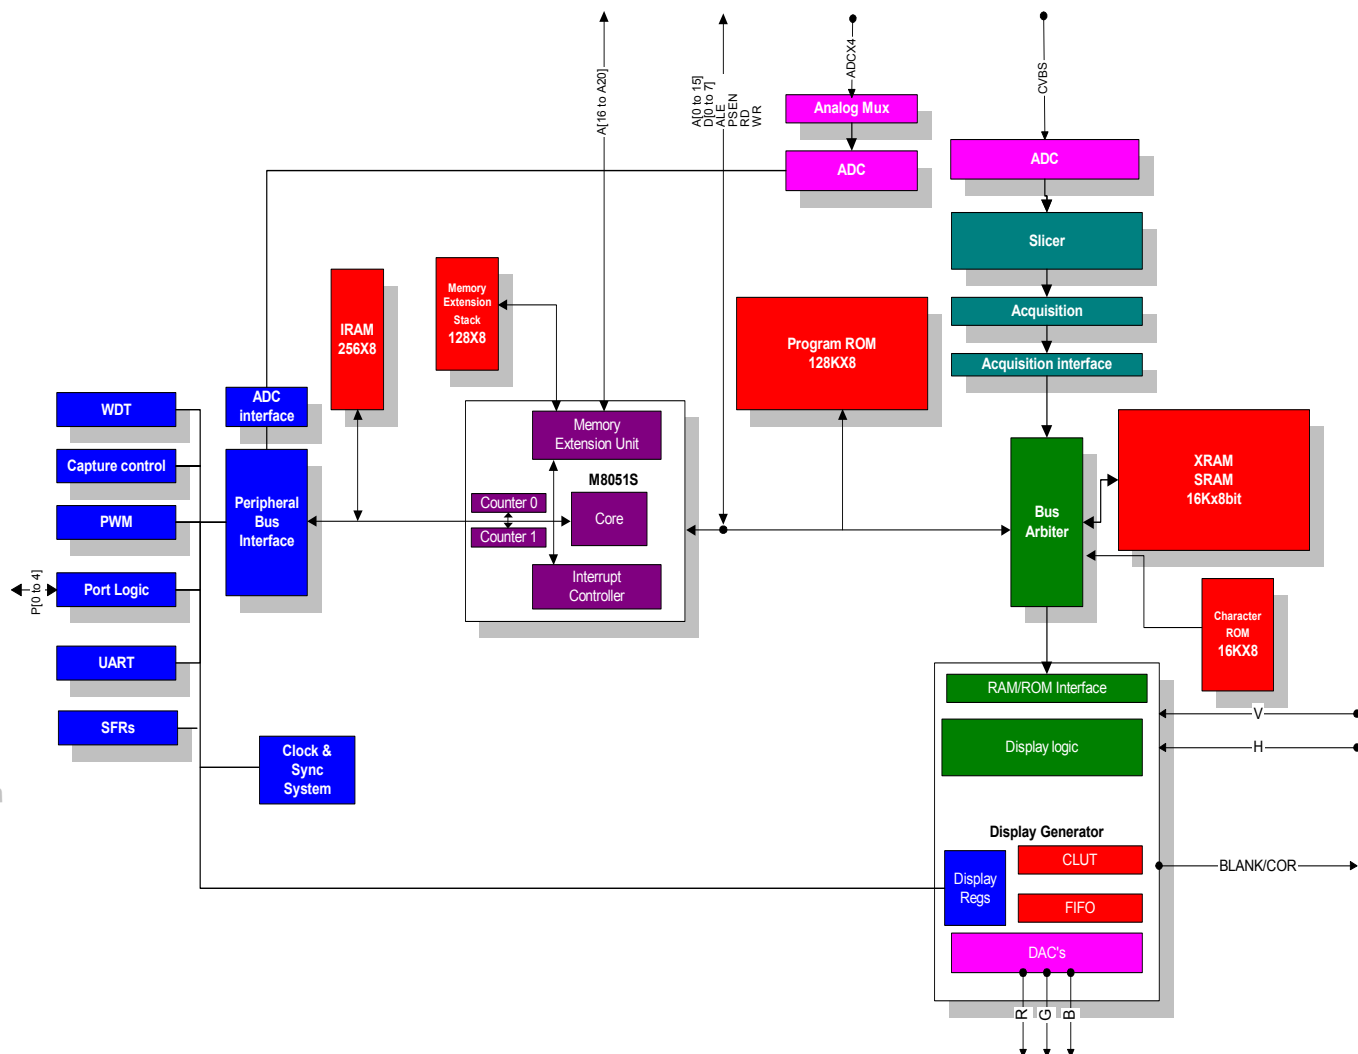 A[16 to A20]
A[0 to 15]
D[0 to 7]
ALE
PSEN
RD
WR
ADCX4
CVBS
Analog Mux
ADC
ADC
Slicer
Acquisition
Acquisition interface
Memory
Extension
Stack
128X8
IRAM
256X8
Program ROM
128KX8
WDT
ADC
interface
Capture control
PWM
Port Logic
P[0 to 4]
UART
SFRs
Peripheral
Bus
Interface
Clock &
Sync
System
Memory
Extension Unit
M8051S
Counter 0
Counter 1
Core
Interrupt
Controller
Bus
Arbiter
XRAM
SRAM
16Kx8bit
Character
ROM
16KX8
RAM/ROM Interface
Display logic
V
H
Display Generator
Display
Regs
CLUT
FIFO
DAC's
BLANK/COR
R
G
B